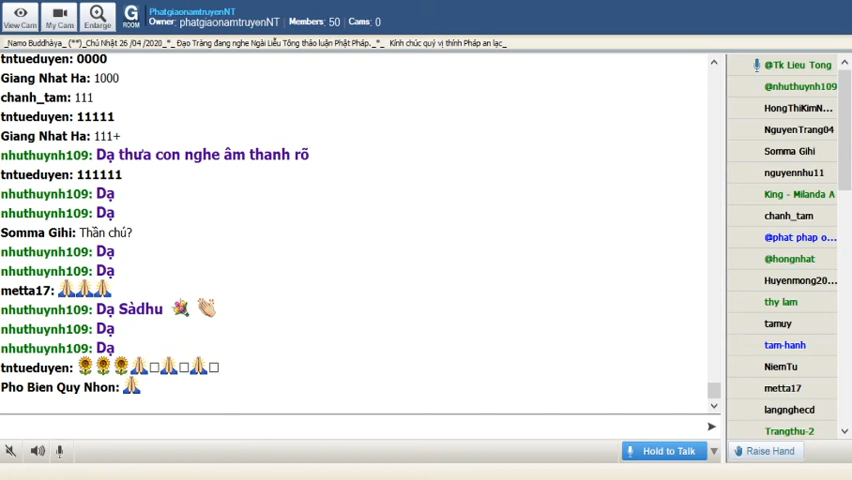 View Cam
My Cam
Enlarge
G
ROOM
PhatgiaonamtruyenNT
Owner: phatgiaonamtruyenNT Members: 50 Cams: 0
_Namo Buddhàya_ (**)_Chủ Nhật 26 /04 /2020_*_ Đạo Tràng đang nghe Ngài Liễu Tông thảo luận Phật Pháp._*_ Kính chúc quý vị thính Pháp an lạc_
tntueduyen: 0000
Giang Nhat Ha: 1000
chanh_tam: 111
tntueduyen: 11111
Giang Nhat Ha: 111+
nhuthuynh109: Dạ thưa con nghe âm thanh rõ
tntueduyen: 111111
nhuthuynh109: Dạ
nhuthuynh109: Dạ
Somma Gihi: Thần chú?
nhuthuynh109: Dạ
nhuthuynh109: Dạ
metta17: 🙏🙏🙏
nhuthuynh109: Dạ Sàdhu 💐 👏
nhuthuynh109: Dạ
nhuthuynh109: Dạ
tntueduyen: 🌻🌻🌻🙏□🙏□🙏□
Pho Bien Quy Nhon: 🙏
@Tk Lieu Tong
@nhuthuynh109
HongThiKimN...
NguyenTrang04
Somma Gihi
nguyennhu11
King - Milanda A
chanh_tam
@phat phap o...
@hongnhat
Huyenmong20...
thy lam
tamuy
tam-hanh
NiemTu
metta17
langnghecd
Trangthu-2
Hold to Talk
Raise Hand